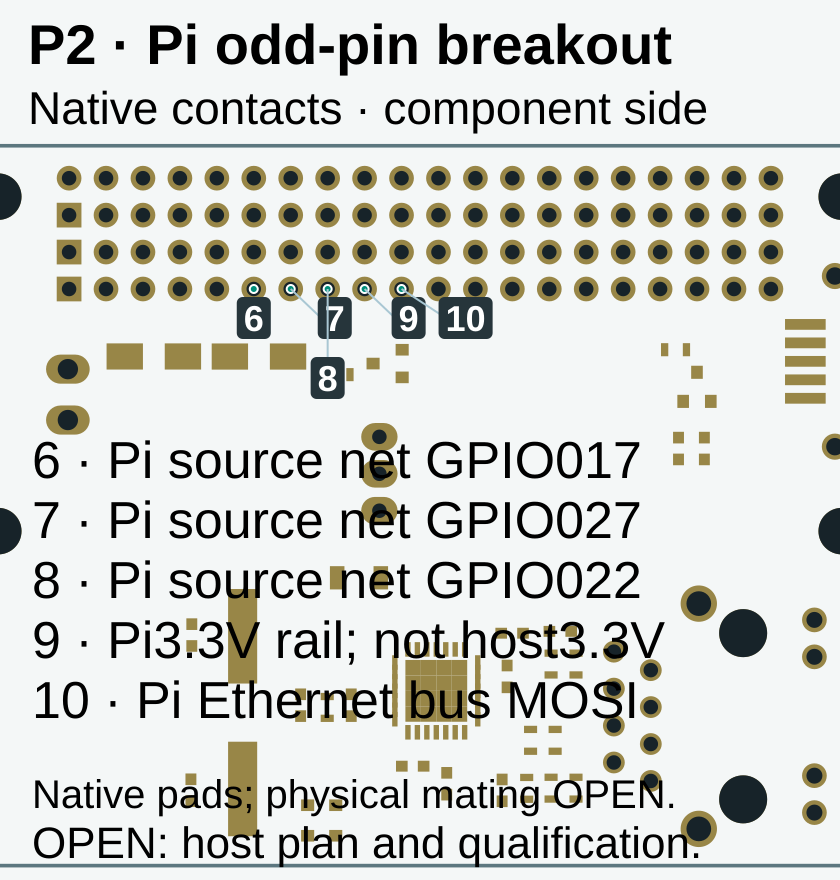 P2 · Pi odd-pin breakout
Native contacts · component side
6 7 9 10
8
6 · Pi source net GPIO017
7 · Pi source net GPIO027
8 · Pi source net GPIO022
9 · Pi3.3V rail; not host3.3V
10 · Pi Ethernet bus MOSI
Native pads; physical mating OPEN.
OPEN: host plan and qualification.